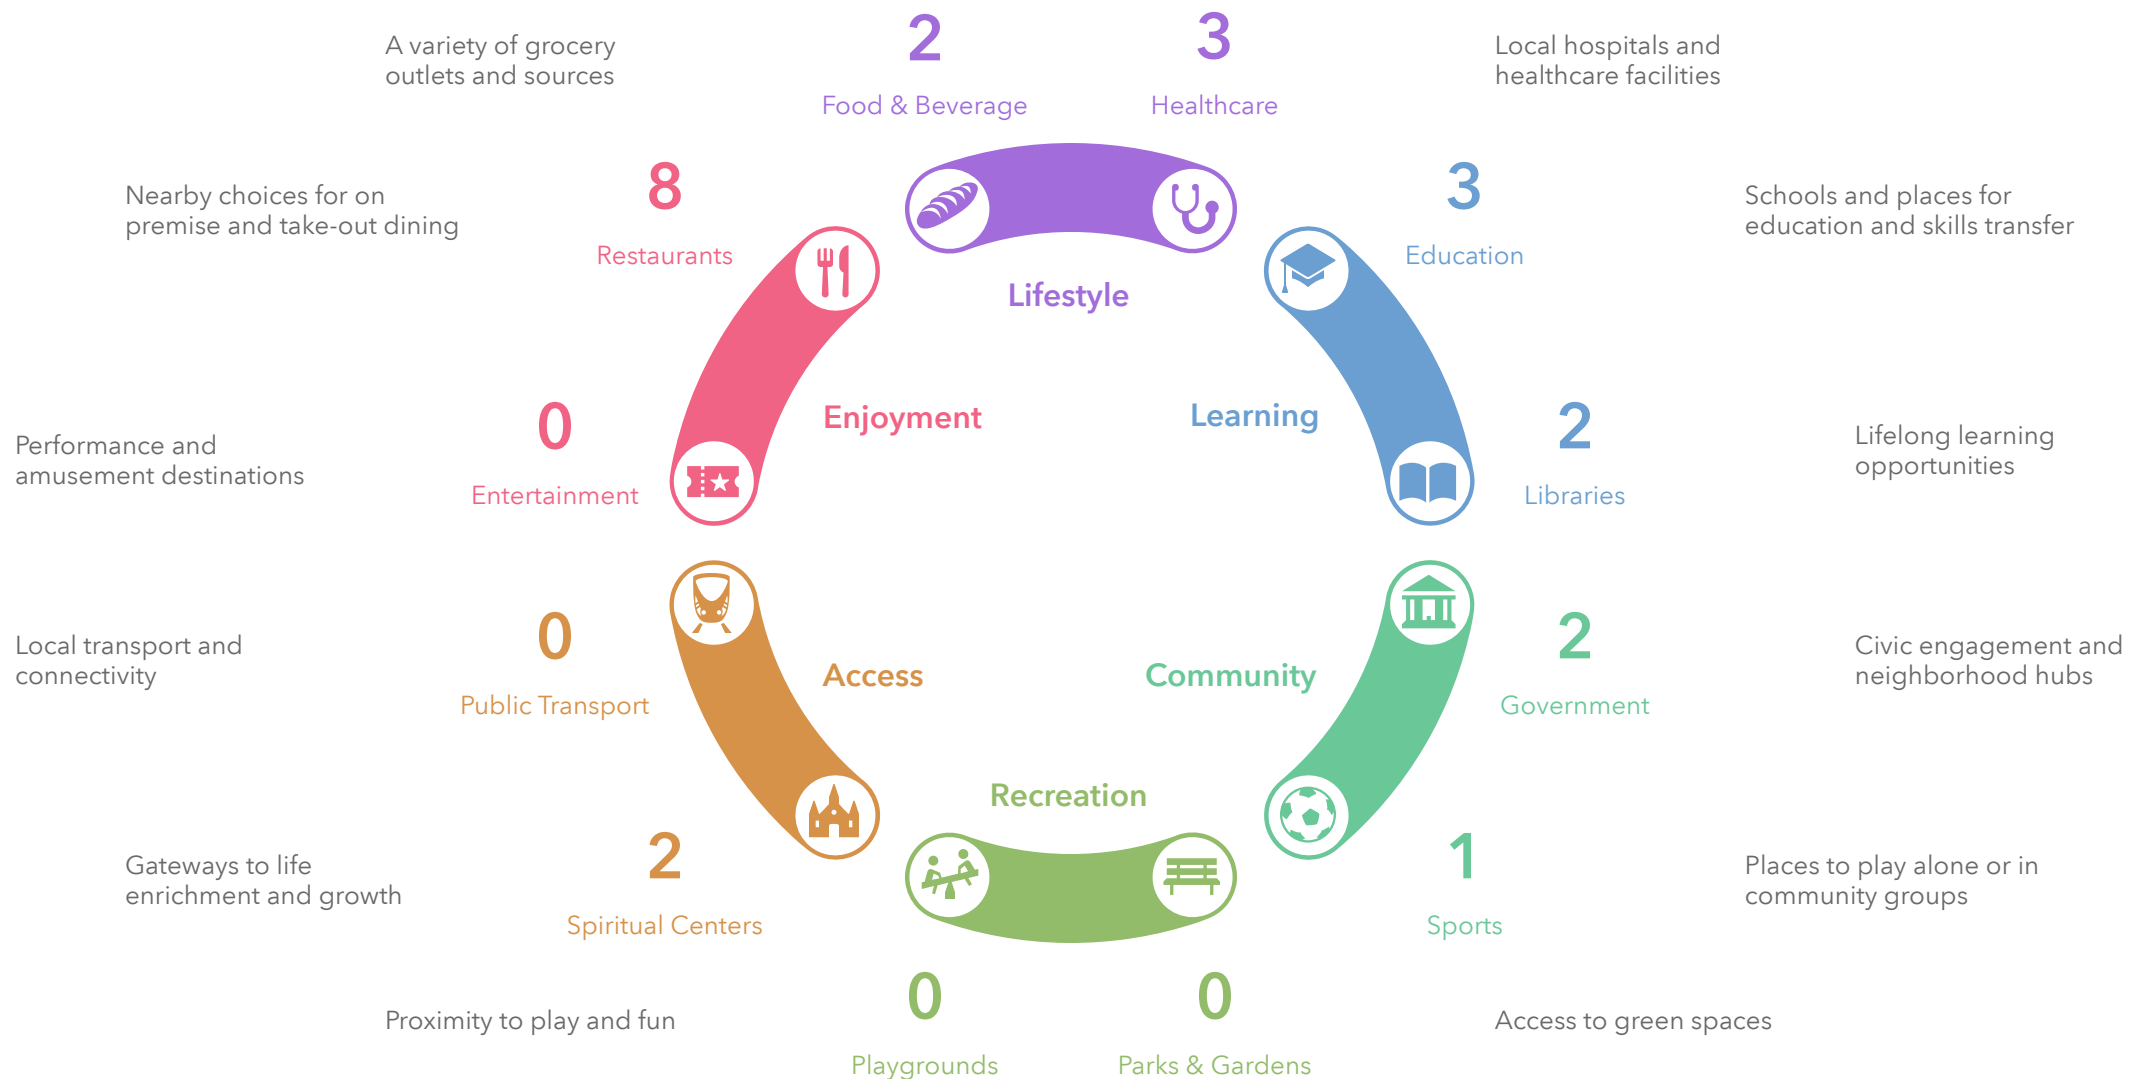 2
3
A variety of grocery
outlets and sources
Local hospitals and
healthcare facilities
Food & Beverage
Healthcare
8
3
Nearby choices for on
premise and take-out dining
Schools and places for
education and skills transfer
Restaurants
Education
Lifestyle
Enjoyment
Learning
0
2
Performance and
amusement destinations
Lifelong learning
opportunities
Entertainment
Libraries
0
2
Local transport and
connectivity
Civic engagement and
neighborhood hubs
Access
Community
Public Transport
Government
Recreation
2
1
Gateways to life
enrichment and growth
Places to play alone or in
community groups
Spiritual Centers
Sports
0
0
Proximity to play and fun
Access to green spaces
Playgrounds
Parks & Gardens